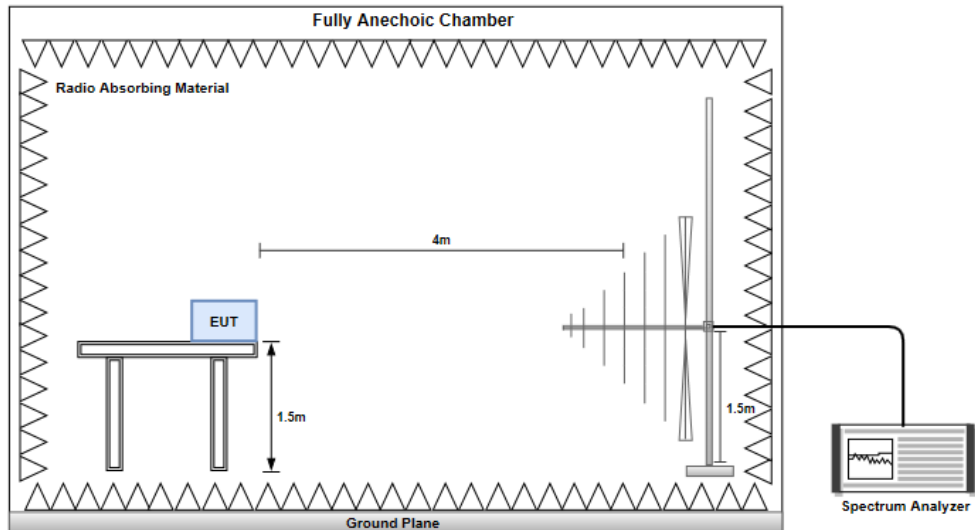 Fully Anechoic Chamber
Radio Absorbing Material
4m
EUT
1.5m
1.5m
Spectrum Analyzer
Ground Plane